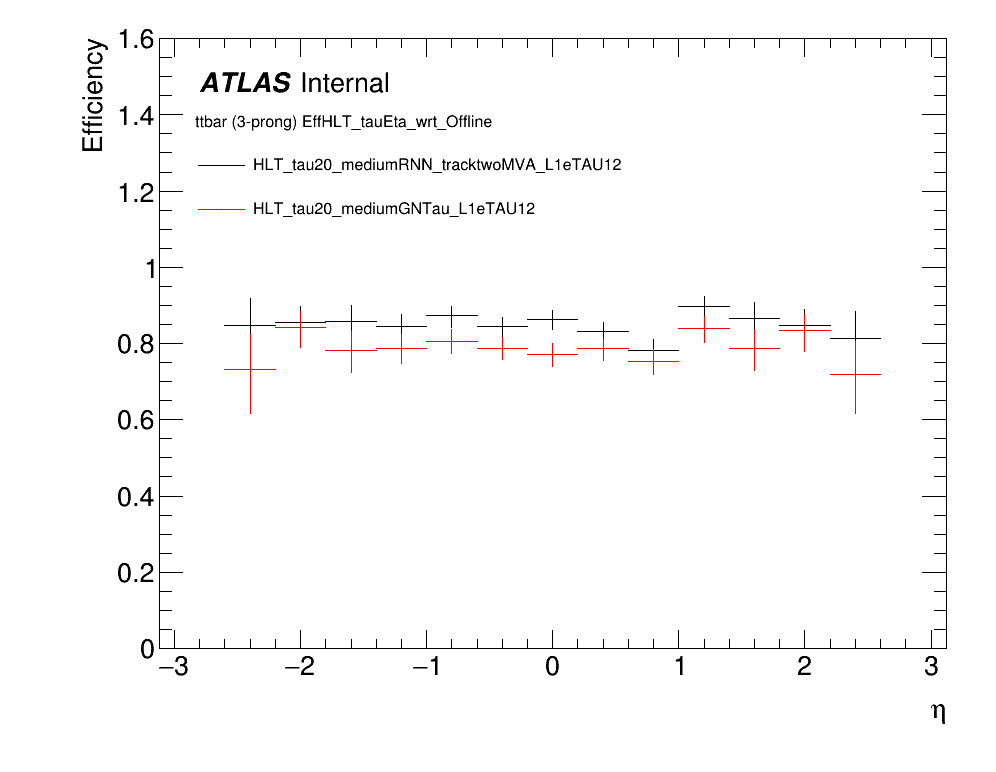 1.6
Efficiency
ATLAS Internal
1.4
ttbar (3-prong) EffHLT_tauEta_wrt_Offline
HLT_tau20_mediumRNN_tracktwoMVA_L1eTAU12
1.2
HLT_tau20_mediumGNTau_L1eTAU12
1
0.8
0.6
0.4
0.2
0
−3 −2 −1 0 1 2 3
η